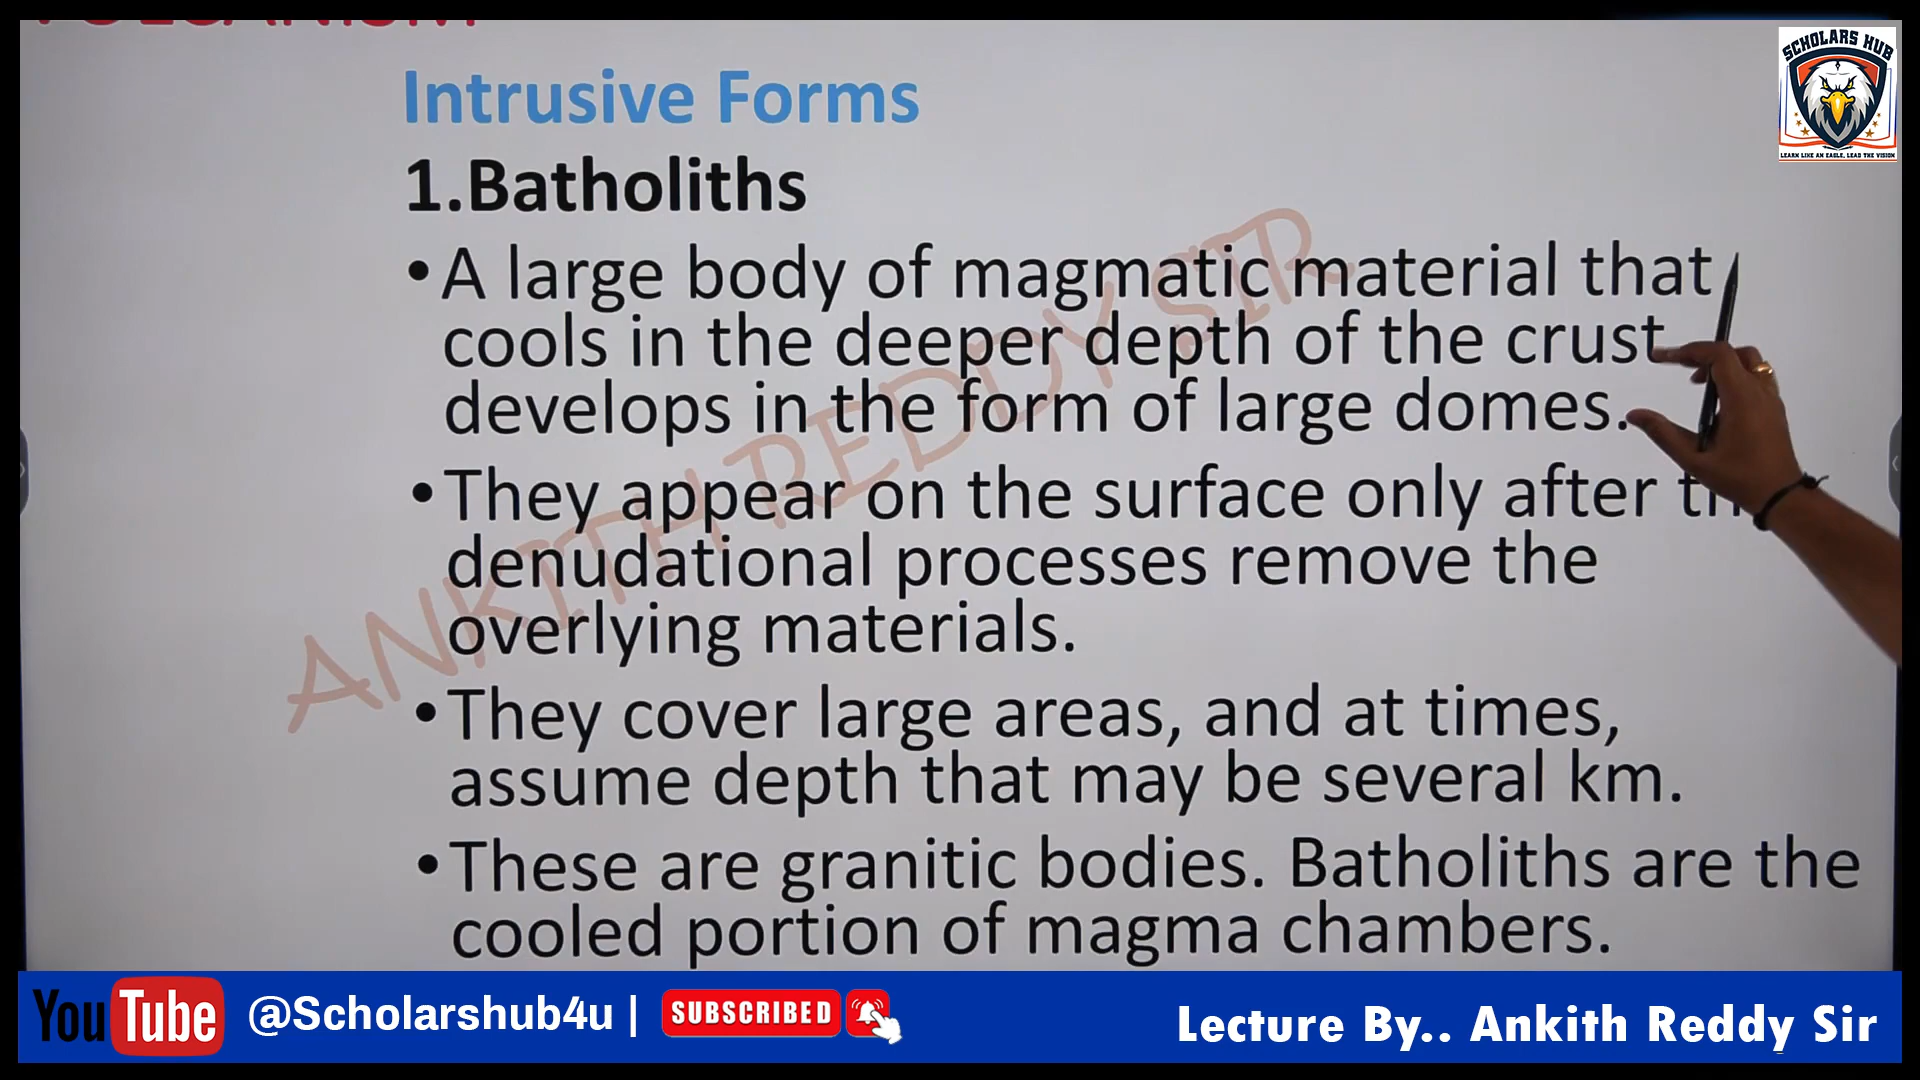 VOLCANISM
Intrusive Forms
1.Batholiths
•A large body of magmatic material that
cools in the deeper depth of the crust
develops in the form of large domes.
•They appear on the surface only after th
denudational processes remove the
overlying materials.
•They cover large areas, and at times,
assume depth that may be several km.
•These are granitic bodies. Batholiths are the
cooled portion of magma chambers.
ANKITH REDDY SIR
SCHOLARS HUB
LEARN LIKE AN EAGLE, LEAD THE VISION
YouTube @Scholarshub4u | SUBSCRIBED
Lecture By.. Ankith Reddy Sir